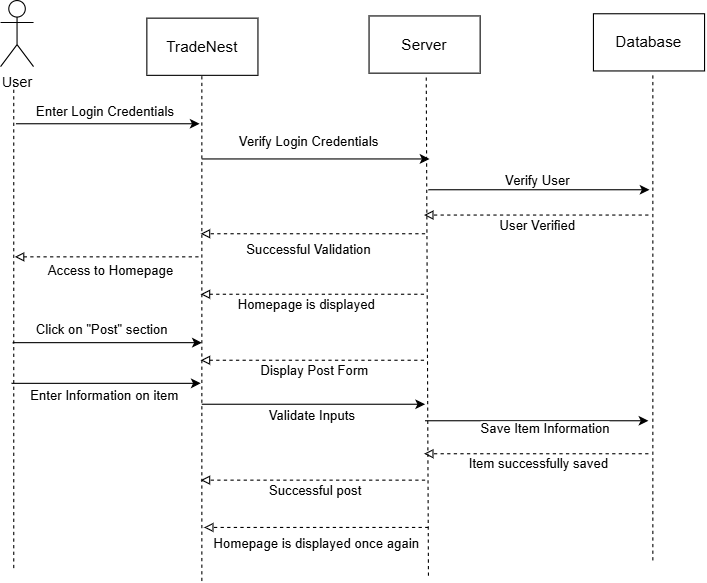 TradeNest
Server
Database
User
Enter Login Credentials
Verify Login Credentials
Verify User
User Verified
Successful Validation
Access to Homepage
Homepage is displayed
Click on "Post" section
Display Post Form
Enter Information on item
Validate Inputs
Save Item Information
Item successfully saved
Successful post
Homepage is displayed once again